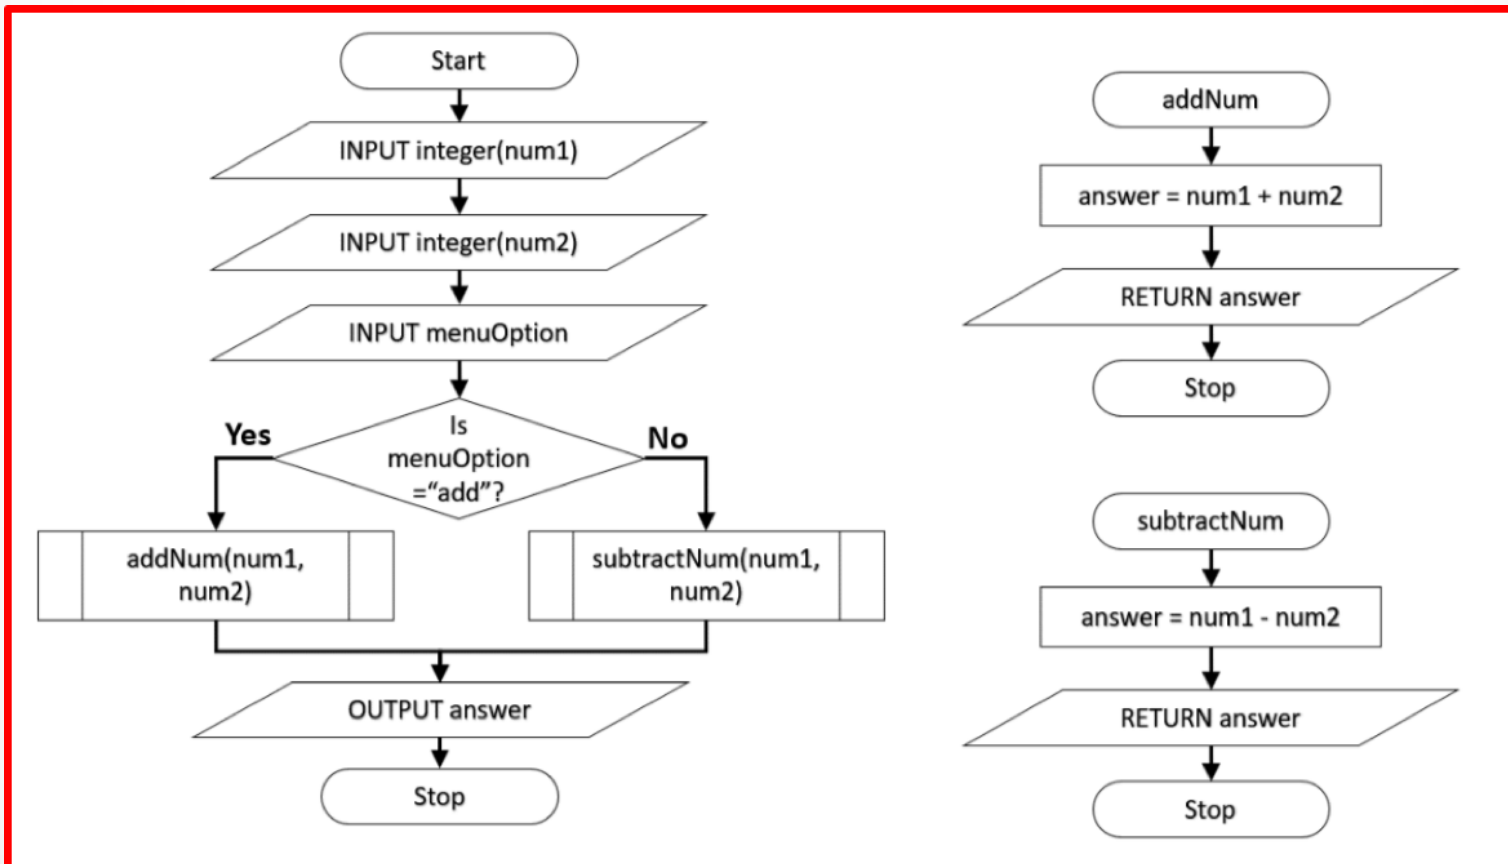 Start
INPUT integer(num1)
INPUT integer(num2)
INPUT menuOption
Is
menuOption
=“add”?
Yes
No
addNum(num1,
num2)
subtractNum(num1,
num2)
OUTPUT answer
Stop
addNum
answer = num1 + num2
RETURN answer
Stop
subtractNum
answer = num1 - num2
RETURN answer
Stop